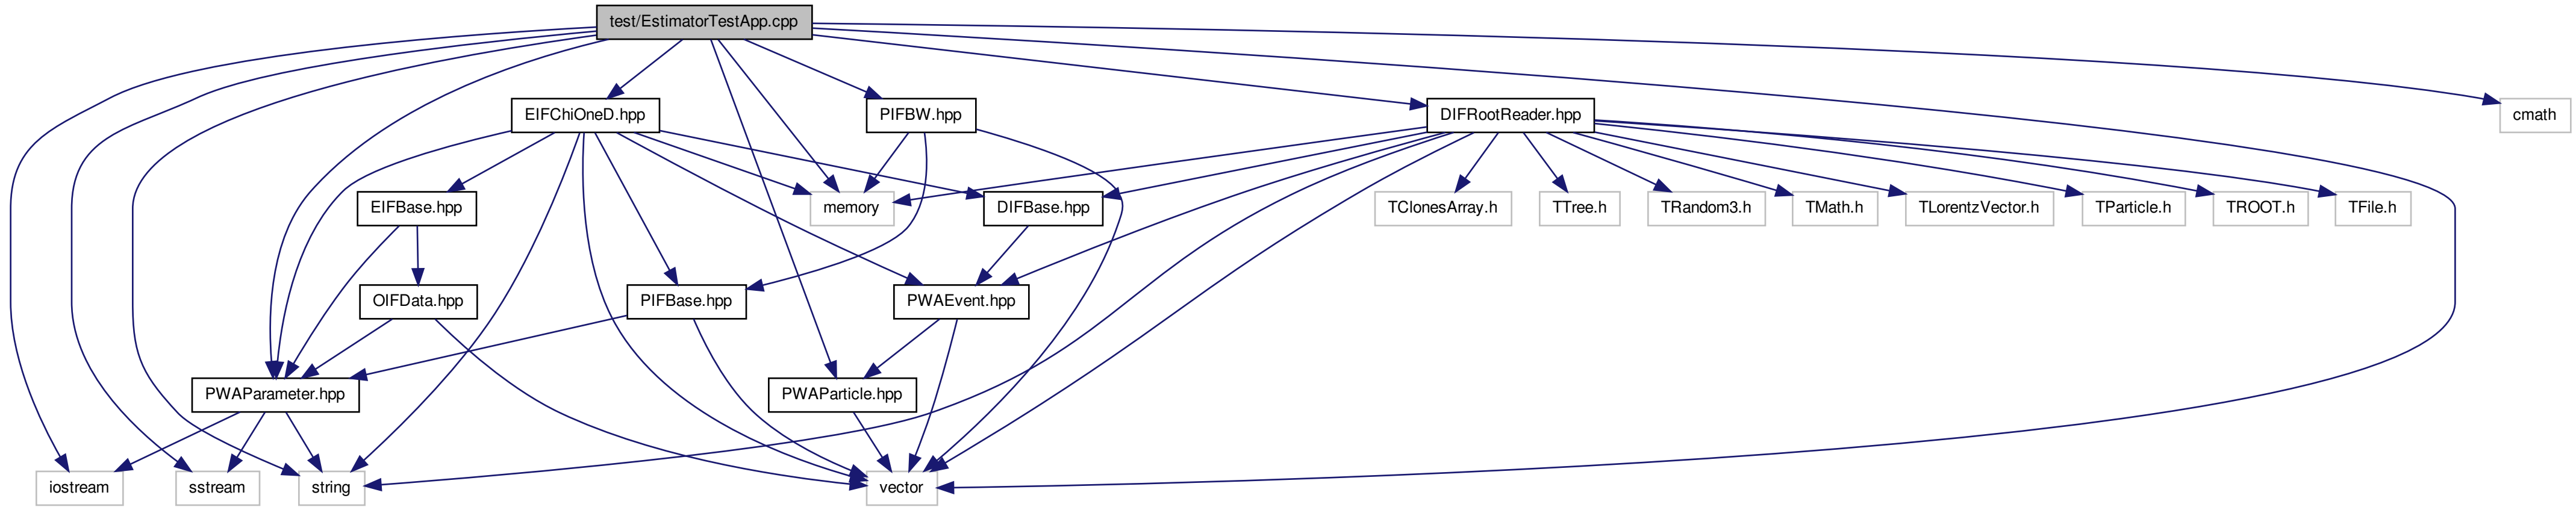 test/EstimatorTestApp.cpp
EIFChiOneD.hpp
PIFBW.hpp
DIFRootReader.hpp
cmath
EIFBase.hpp
memory
DIFBase.hpp
TClonesArray.h
TTree.h
TRandom3.h
TMath.h
TLorentzVector.h
TParticle.h
TROOT.h
TFile.h
OIFData.hpp
PIFBase.hpp
PWAEvent.hpp
PWAParameter.hpp
PWAParticle.hpp
iostream
sstream
string
vector